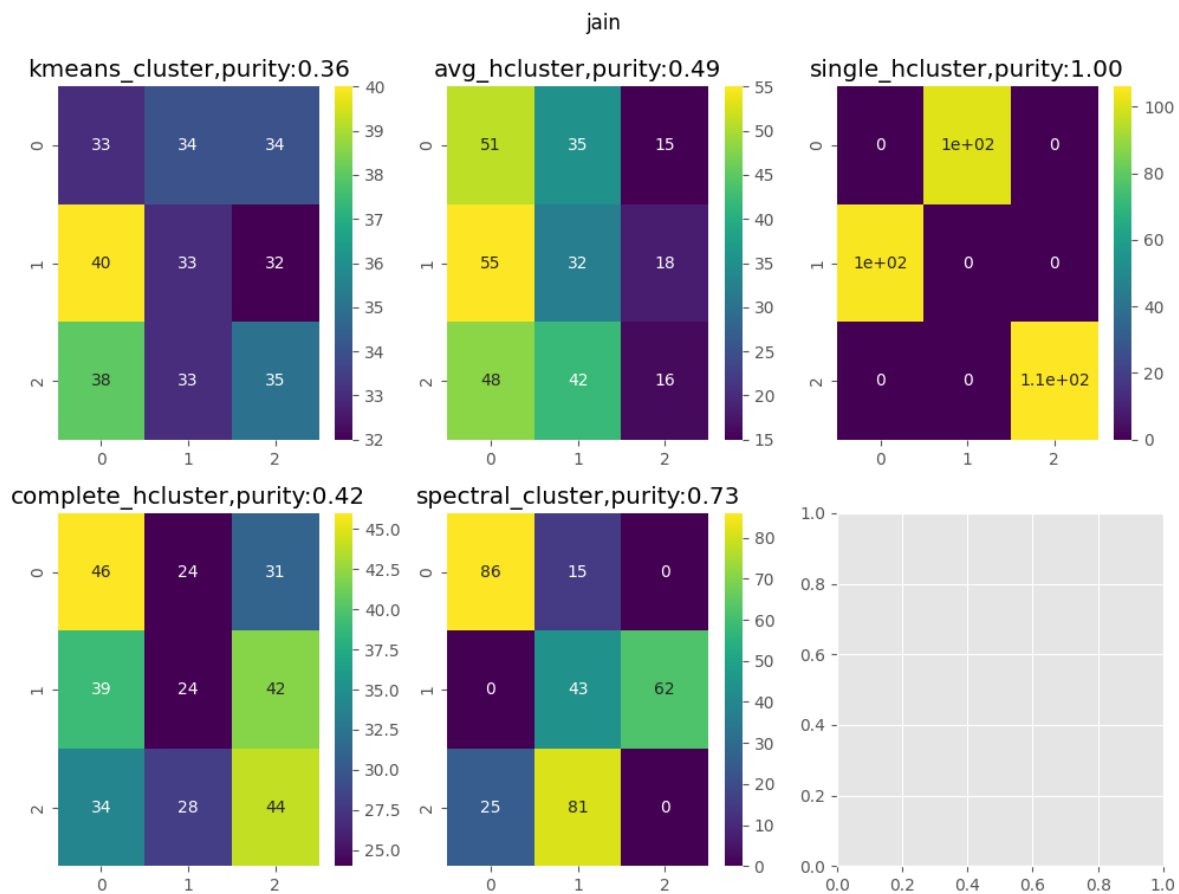 jain
kmeans_cluster,purity:0.36
avg_hcluster,purity:0.49
single_hcluster,purity:1.00
0 33 34 34
1 40 33 32
2 38 33 35
0 1 2
40
39
38
37
36
35
34
33
32
0 51 35 15
1 55 32 18
2 48 42 16
0 1 2
55
50
45
40
35
30
25
20
15
0 0 1e+02 0
1 1e+02 0 0
2 0 0 1.1e+02
0 1 2
100
80
60
40
20
0
complete_hcluster,purity:0.42
spectral_cluster,purity:0.73
0 46 24 31
1 39 24 42
2 34 28 44
0 1 2
45.0
42.5
40.0
37.5
35.0
32.5
30.0
27.5
25.0
0 86 15 0
1 0 43 62
2 25 81 0
0 1 2
80
70
60
50
40
30
20
10
0
1.0
0.8
0.6
0.4
0.2
0.0
0.0 0.2 0.4 0.6 0.8 1.0